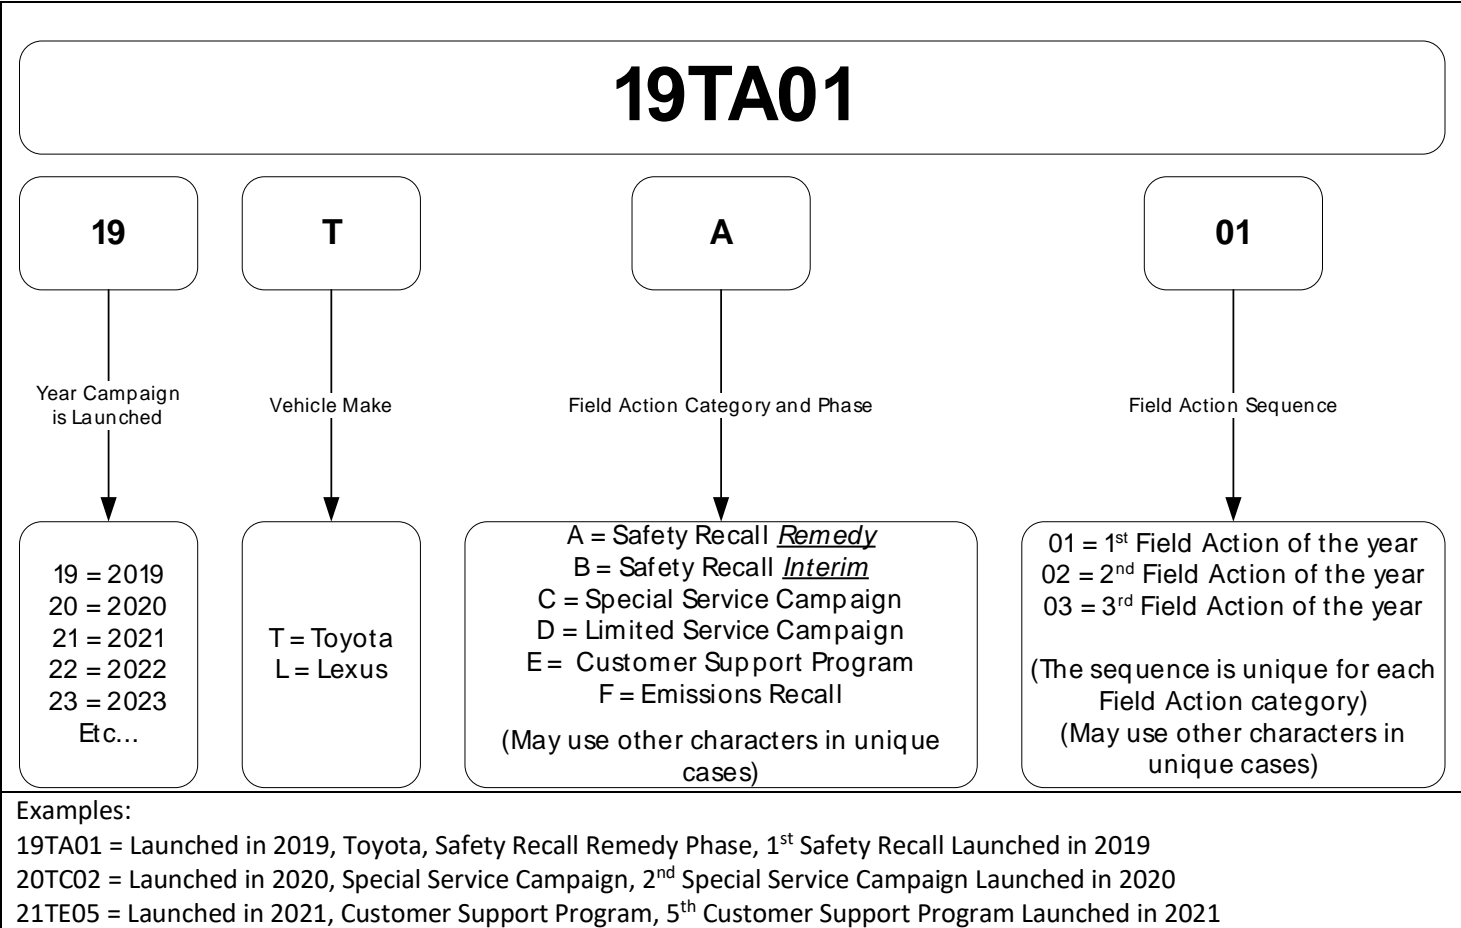 19TA01
19
T
A
01
Year Campaign
is Launched
Vehicle Make
Field Action Category and Phase
Field Action Sequence
19 = 2019
20 = 2020
21 = 2021
22 = 2022
23 = 2023
Etc...
T = Toyota
L = Lexus
A = Safety Recall Remedy
B = Safety Recall Interim
C = Special Service Campaign
D = Limited Service Campaign
E = Customer Support Program
F = Emissions Recall
(May use other characters in unique
cases)
01 = 1st Field Action of the year
02 = 2nd Field Action of the year
03 = 3rd Field Action of the year
(The sequence is unique for each
Field Action category)
(May use other characters in
unique cases)
Examples:
19TA01 = Launched in 2019, Toyota, Safety Recall Remedy Phase, 1st Safety Recall Launched in 2019
20TC02 = Launched in 2020, Special Service Campaign, 2nd Special Service Campaign Launched in 2020
21TE05 = Launched in 2021, Customer Support Program, 5th Customer Support Program Launched in 2021